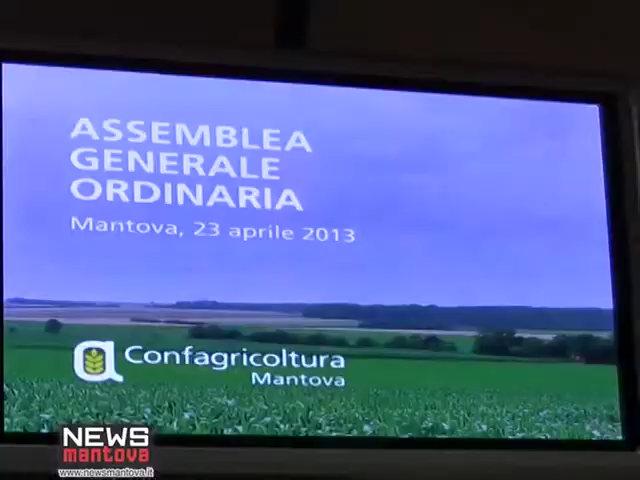 ASSEMBLEA
GENERALE
ORDINARIA
Mantova, 23 aprile 2013
Confagricoltura
Mantova
NEWS
mantova
www.newsmantova.it